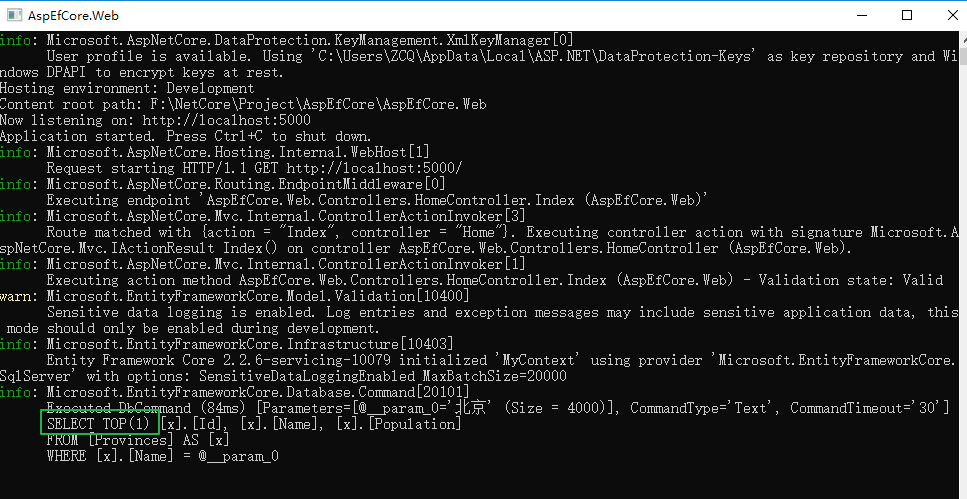 AspEfCore.Web
info: Microsoft.AspNetCore.DataProtection.KeyManagement.XmlKeyManager[0]
User profile is available. Using 'C:\Users\ZCQ\AppData\Local\ASP.NET\DataProtection-Keys' as key repository and Wi
ndows DPAPI to encrypt keys at rest.
Hosting environment: Development
Content root path: F:\NetCore\Project\AspEfCore\AspEfCore.Web
Now listening on: http://localhost:5000
Application started. Press Ctrl+C to shut down.
info: Microsoft.AspNetCore.Hosting.Internal.WebHost[1]
Request starting HTTP/1.1 GET http://localhost:5000/
info: Microsoft.AspNetCore.Routing.EndpointMiddleware[0]
Executing endpoint 'AspEfCore.Web.Controllers.HomeController.Index (AspEfCore.Web)'
info: Microsoft.AspNetCore.Mvc.Internal.ControllerActionInvoker[3]
Route matched with {action = "Index", controller = "Home"}. Executing controller action with signature Microsoft.A
spNetCore.Mvc.IActionResult Index() on controller AspEfCore.Web.Controllers.HomeController (AspEfCore.Web).
info: Microsoft.AspNetCore.Mvc.Internal.ControllerActionInvoker[1]
Executing action method AspEfCore.Web.Controllers.HomeController.Index (AspEfCore.Web) - Validation state: Valid
warn: Microsoft.EntityFrameworkCore.Model.Validation[10400]
Sensitive data logging is enabled. Log entries and exception messages may include sensitive application data, this
mode should only be enabled during development.
info: Microsoft.EntityFrameworkCore.Infrastructure[10403]
Entity Framework Core 2.2.6-servicing-10079 initialized 'MyContext' using provider 'Microsoft.EntityFrameworkCore.
SqlServer' with options: SensitiveDataLoggingEnabled MaxBatchSize=20000
info: Microsoft.EntityFrameworkCore.Database.Command[20101]
Executed DbCommand (84ms) [Parameters=[@__param_0='北京' (Size = 4000)], CommandType='Text', CommandTimeout='30']
SELECT TOP(1) [x].[Id], [x].[Name], [x].[Population]
FROM [Provinces] AS [x]
WHERE [x].[Name] = @__param_0